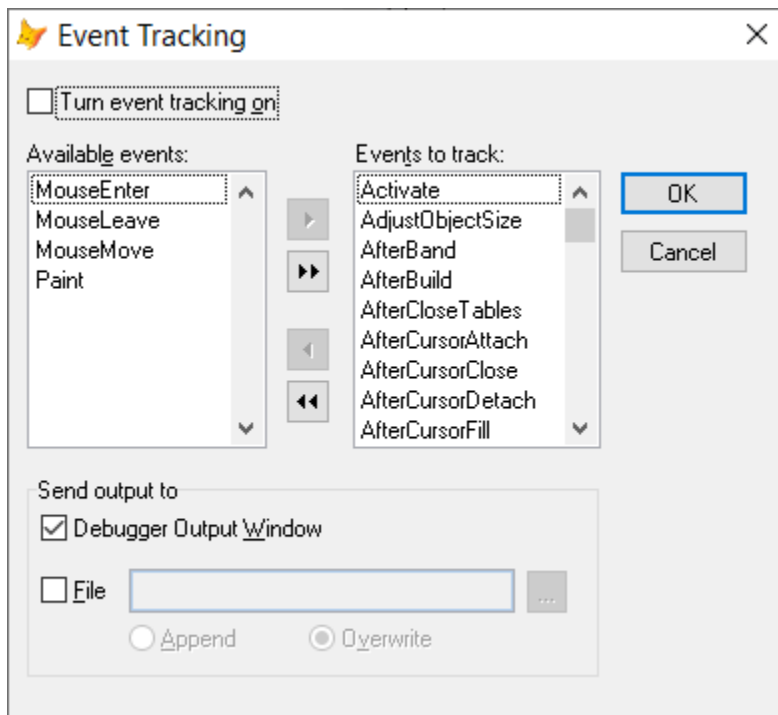 Event Tracking
Turn event tracking on
Available events:
Events to track:
MouseEnter
MouseLeave
MouseMove
Paint
Activate
AdjustObjectSize
AfterBand
AfterBuild
AfterCloseTables
AfterCursorAttach
AfterCursorClose
AfterCursorDetach
AfterCursorFill
OK
Cancel
Send output to
Debugger Output Window
File
...
Append
Overwrite